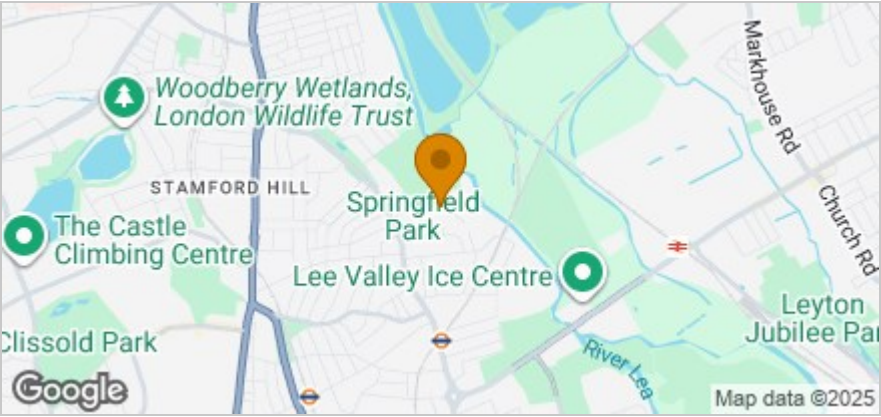 Markhouse Rd
Woodberry Wetlands,
London Wildlife Trust
STAMFORD HILL
Springfield
Park
Church Rd
The Castle
Climbing Centre
Lee Valley Ice Centre
Leyton
Jubilee Par
Clissold Park
River Lea
Google
Map data ©2025